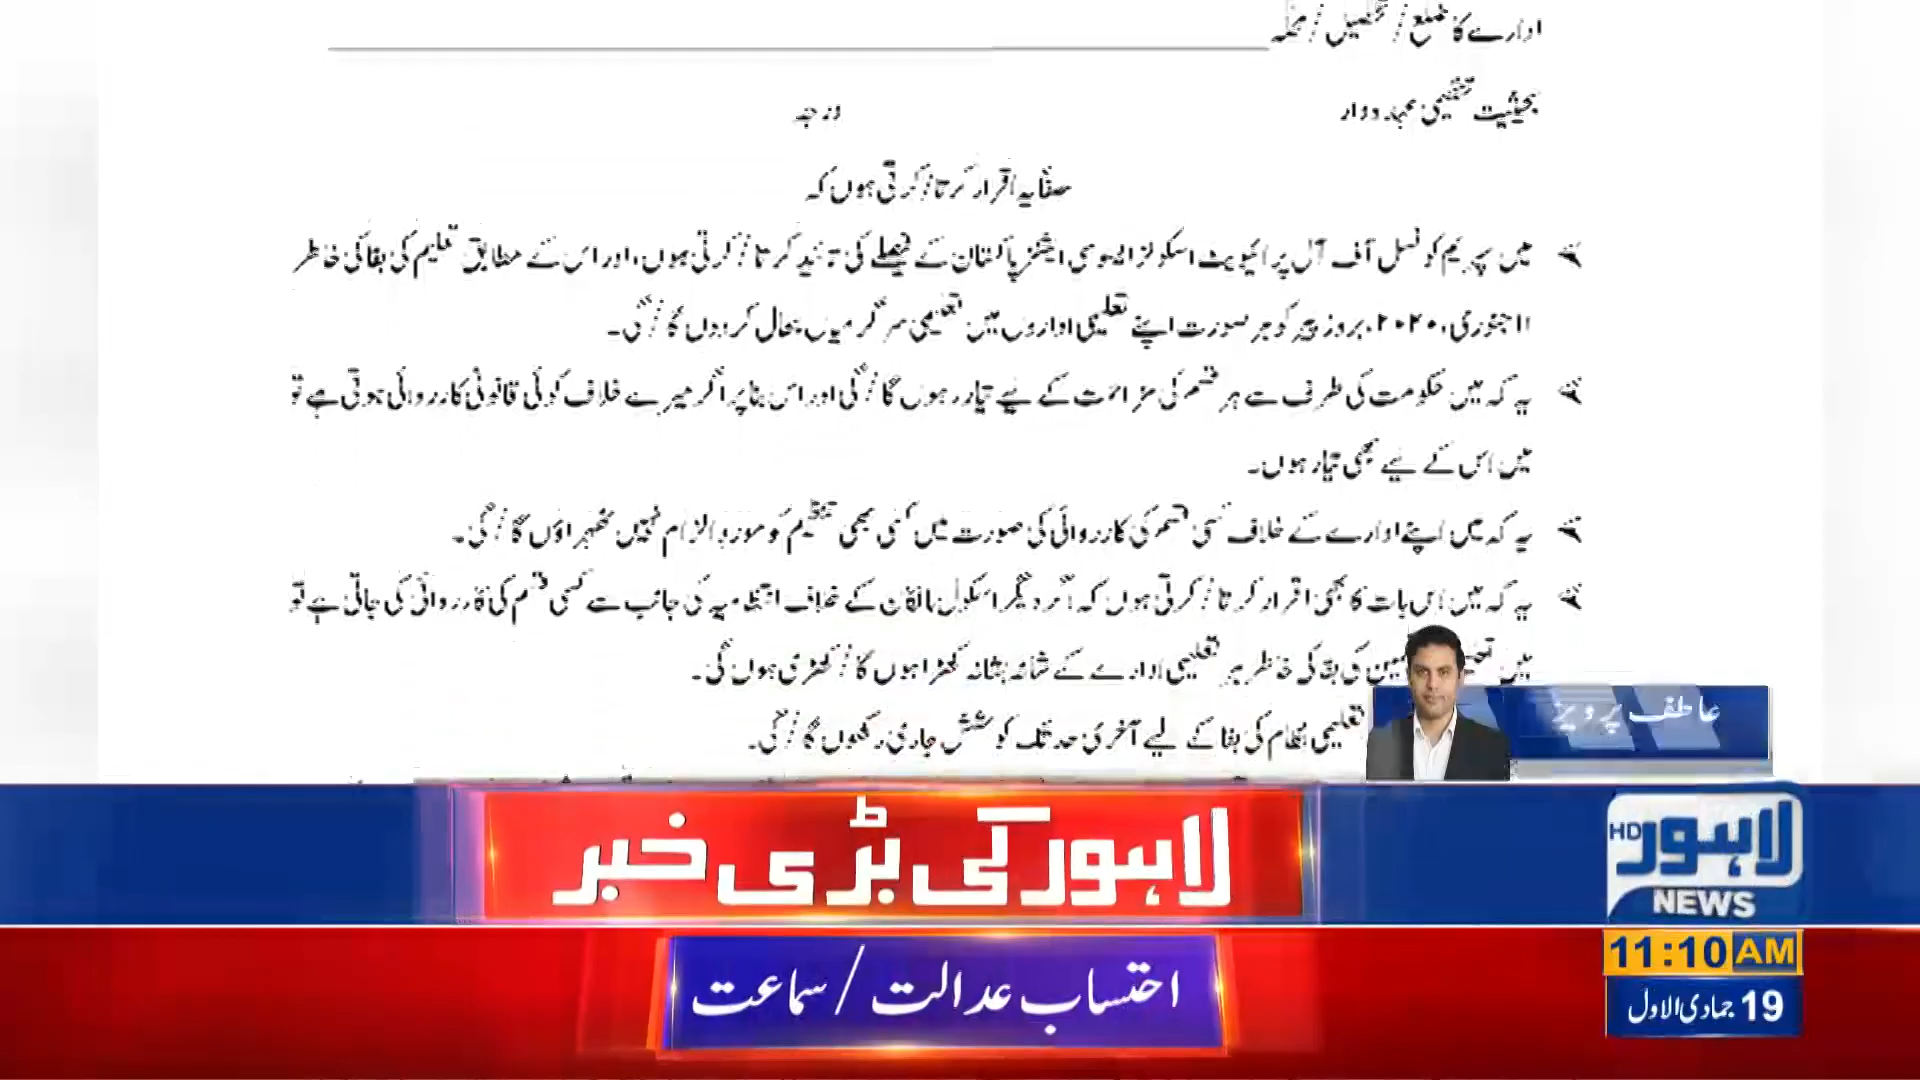 ادارے کا ضلع / تحصیل / محلہ
بحیثیت تنظیمی عہدہ دار درجہ
حلفاً یہ اقرار کرتا / کرتی ہوں کہ
میں سپریم کونسل آف آل پرائیویٹ اسکولز ایسوسی ایشنز پاکستان کے فیصلے کی تائید کرتا / کرتی ہوں، اور اس کے مطابق تعلیم کی بقا کی خاطر
۱۱ جنوری، ۲۰۲۰، بروز پیر کو ہر صورت اپنے تعلیمی اداروں میں تعلیمی سرگرمیاں بحال کردوں گا / گی۔
یہ کہ میں حکومت کی طرف سے ہر قسم کی مزاحمت کے لیے تیار رہوں گا / گی اور اس بنا پر اگر میرے خلاف کوئی قانونی کارروائی ہوتی ہے تو
میں اس کے لیے بھی تیار ہوں۔
یہ کہ میں اپنے ادارے کے خلاف کسی قسم کی کارروائی کی صورت میں کسی بھی تنظیم کو مورد الزام نہیں ٹھہراؤں گا / گی۔
یہ کہ میں اس بات کا بھی اقرار کرتا / کرتی ہوں کہ اگر دیگر اسکول مالکان کے خلاف انتظامیہ کی جانب سے کسی قسم کی کارروائی کی جاتی ہے تو
میں کی بقا کی خاطر ہر تعلیمی ادارے کے شانہ بشانہ کھڑا ہوں گا / کھڑی ہوں گی۔
تعلیمی نظام کی بقا کے لیے آخری حد تک کوشش جاری رکھوں گا / گی۔
عاطف پرویز
لاہور کی بڑی خبر
لاہور HD
NEWS
احتساب عدالت / سماعت
11:10 AM
19 جمادی الاول